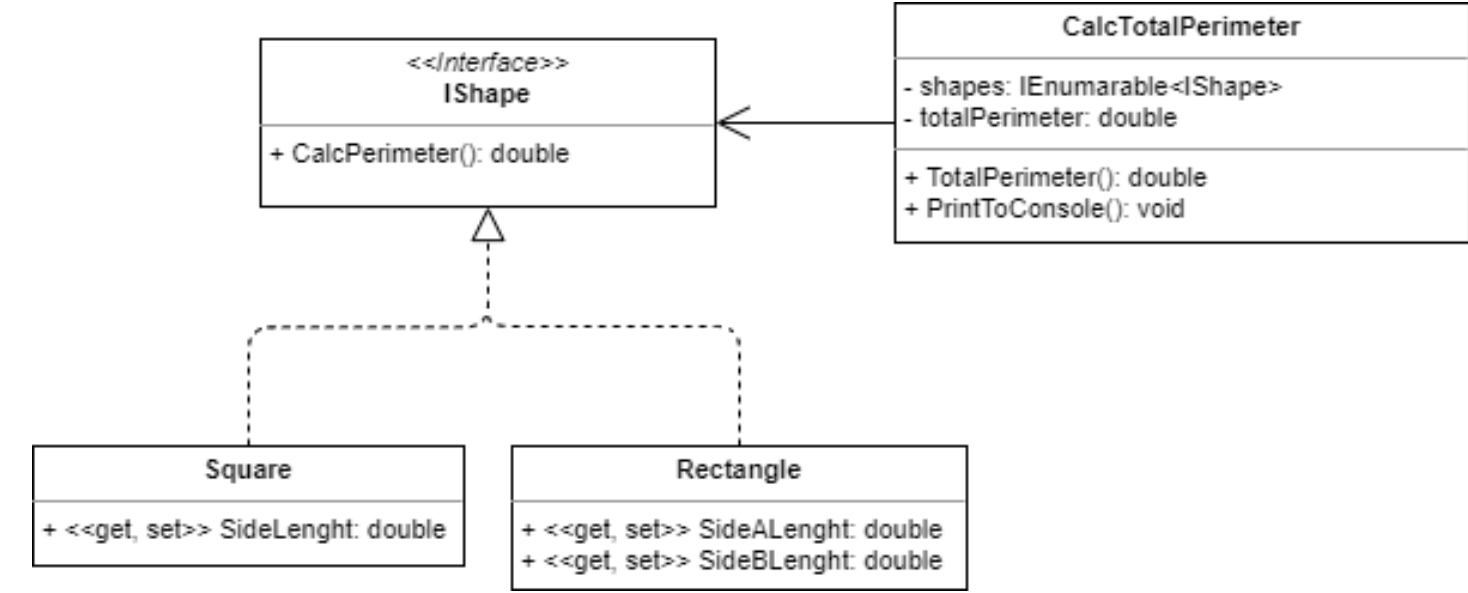 <<Interface>>
IShape
+ CalcPerimeter(): double
CalcTotalPerimeter
- shapes: IEnumarable<IShape>
- totalPerimeter: double
+ TotalPerimeter(): double
+ PrintToConsole(): void
Square
+ <<get, set>> SideLenght: double
Rectangle
+ <<get, set>> SideALenght: double
+ <<get, set>> SideBLenght: double